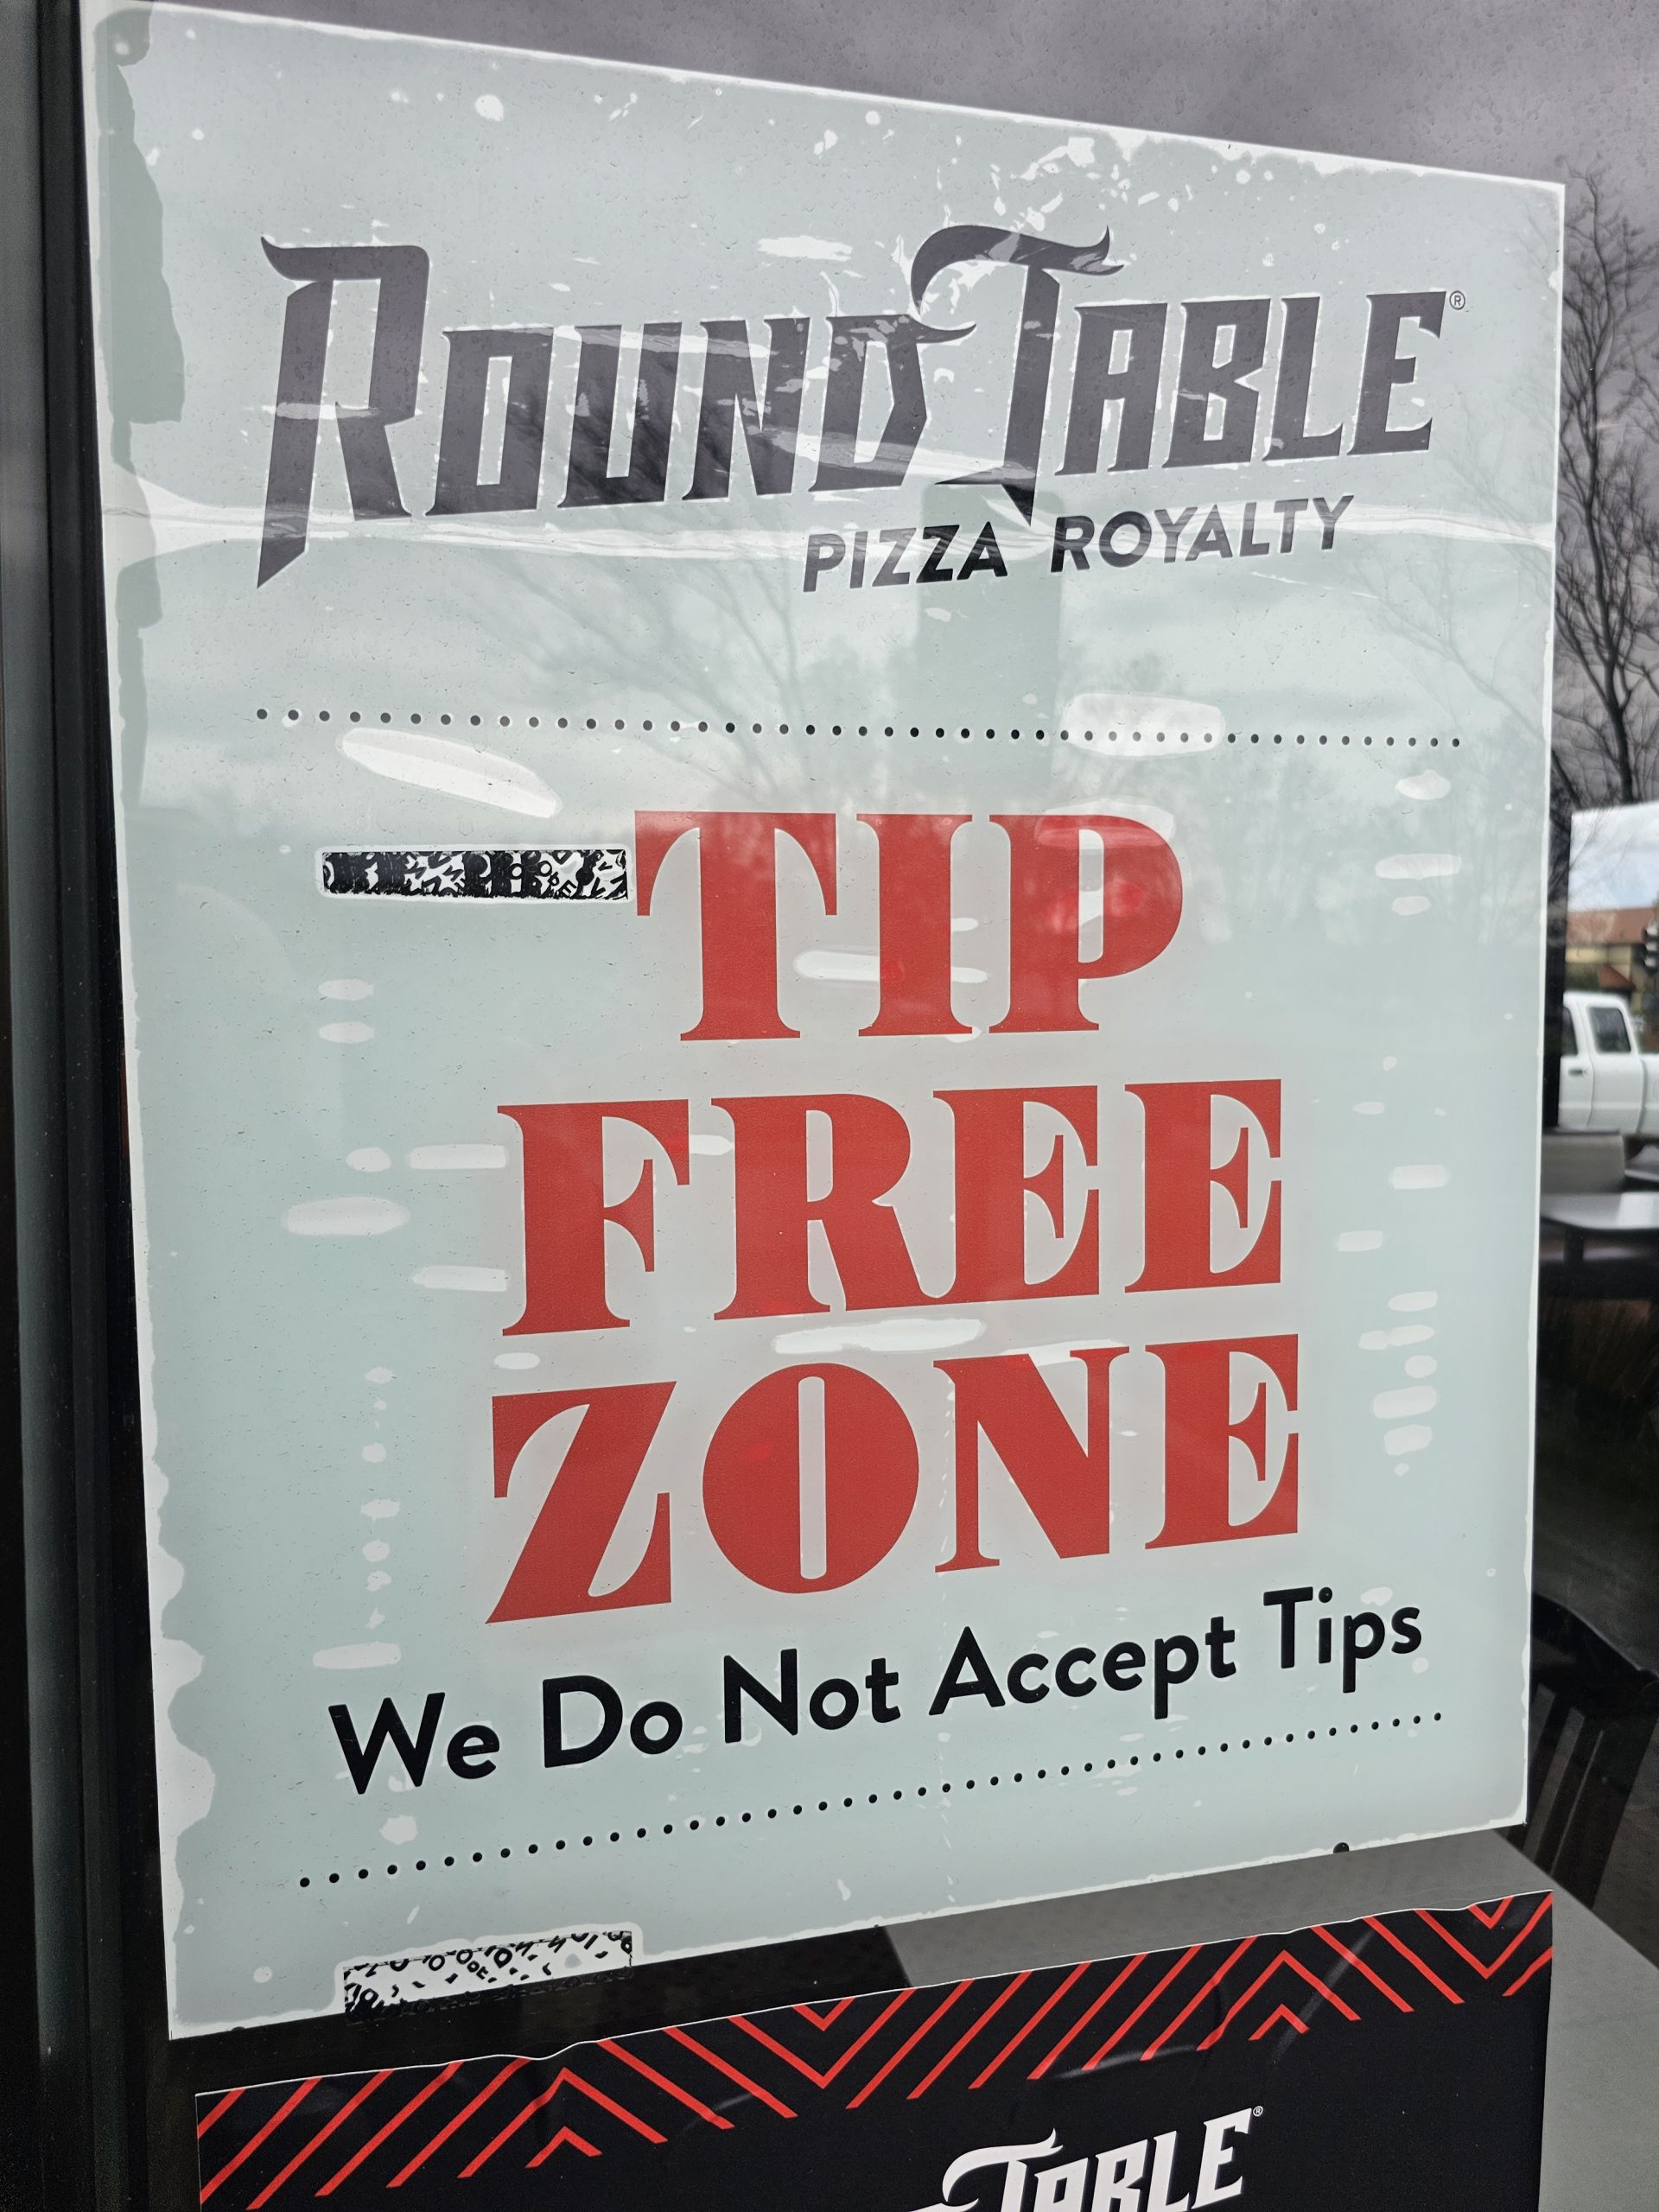 ROUND TABLE®
PIZZA ROYALTY
TIP
FREE
ZONE
We Do Not Accept Tips
TABLE®